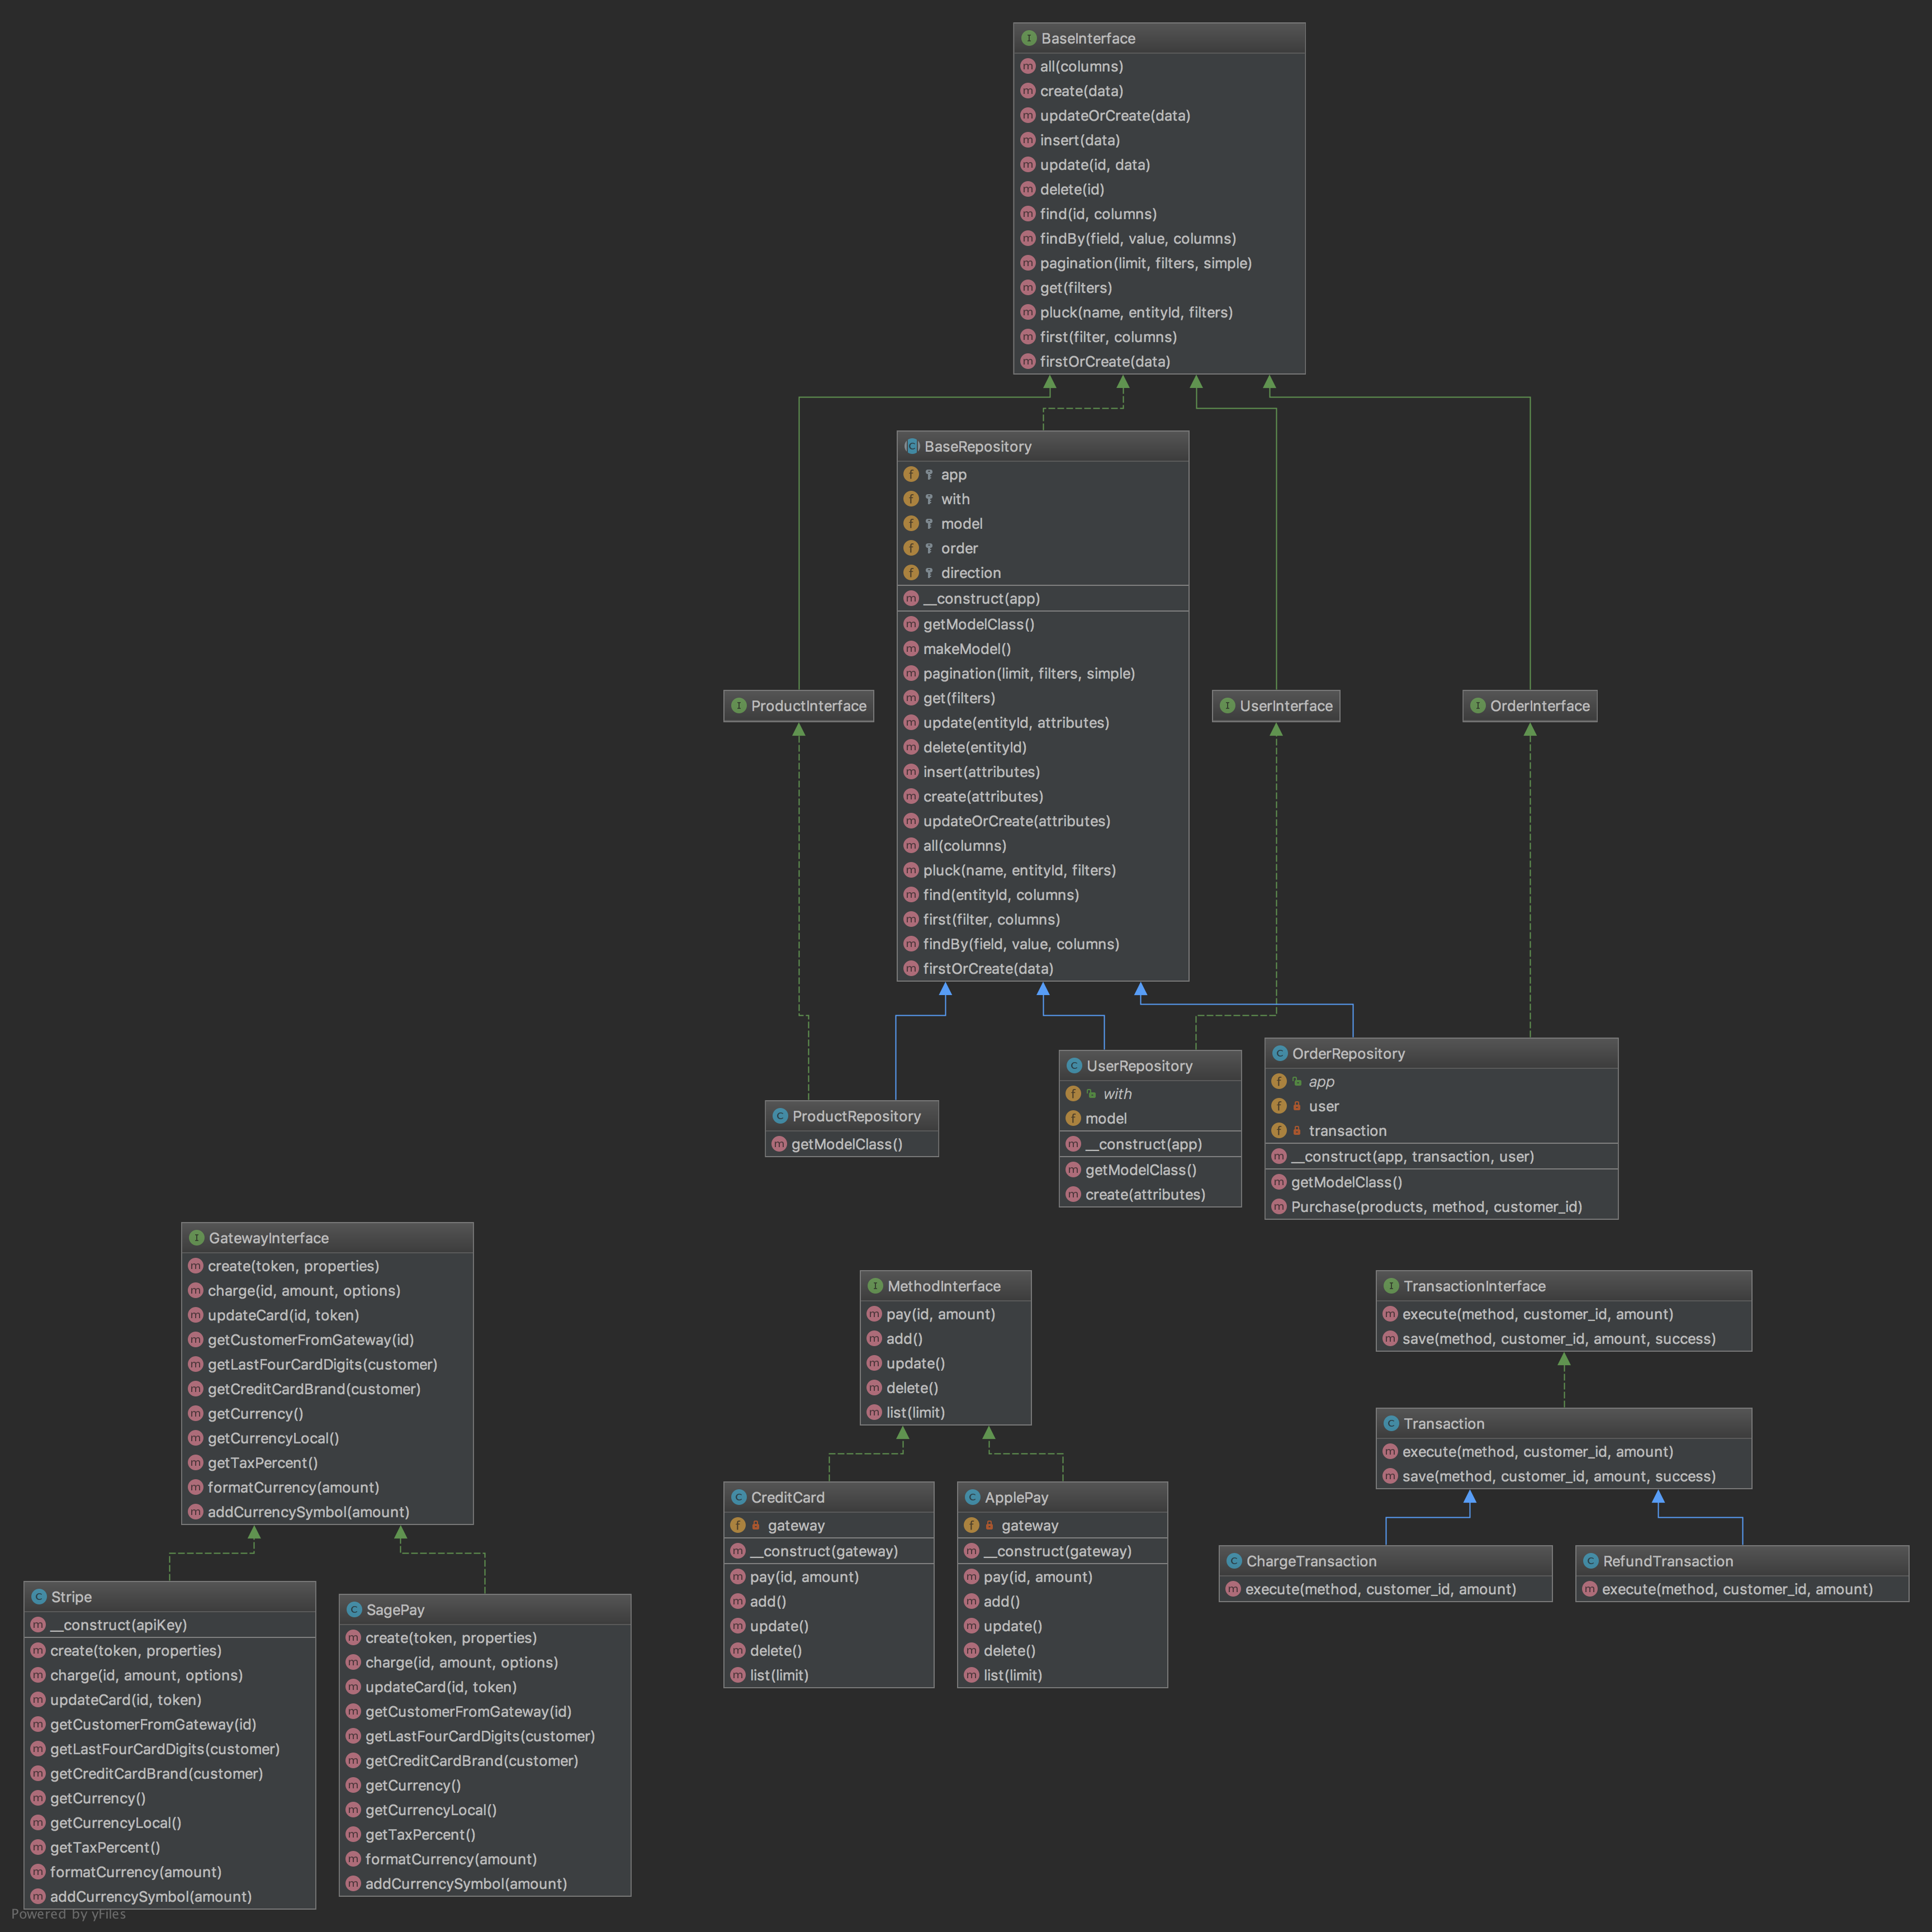 BaseInterface
all(columns)
create(data)
updateOrCreate(data)
insert(data)
update(id, data)
delete(id)
find(id, columns)
findBy(field, value, columns)
pagination(limit, filters, simple)
get(filters)
pluck(name, entityId, filters)
first(filter, columns)
firstOrCreate(data)
BaseRepository
app
with
model
order
direction
__construct(app)
getModelClass()
makeModel()
pagination(limit, filters, simple)
get(filters)
update(entityId, attributes)
delete(entityId)
insert(attributes)
create(attributes)
updateOrCreate(attributes)
all(columns)
pluck(name, entityId, filters)
find(entityId, columns)
first(filter, columns)
findBy(field, value, columns)
firstOrCreate(data)
ProductInterface
UserInterface
OrderInterface
ProductRepository
getModelClass()
UserRepository
with
model
__construct(app)
getModelClass()
create(attributes)
OrderRepository
app
user
transaction
__construct(app, transaction, user)
getModelClass()
Purchase(products, method, customer_id)
GatewayInterface
create(token, properties)
charge(id, amount, options)
updateCard(id, token)
getCustomerFromGateway(id)
getLastFourCardDigits(customer)
getCreditCardBrand(customer)
getCurrency()
getCurrencyLocal()
getTaxPercent()
formatCurrency(amount)
addCurrencySymbol(amount)
MethodInterface
pay(id, amount)
add()
update()
delete()
list(limit)
TransactionInterface
execute(method, customer_id, amount)
save(method, customer_id, amount, success)
Transaction
execute(method, customer_id, amount)
save(method, customer_id, amount, success)
CreditCard
gateway
__construct(gateway)
pay(id, amount)
add()
update()
delete()
list(limit)
ApplePay
gateway
__construct(gateway)
pay(id, amount)
add()
update()
delete()
list(limit)
ChargeTransaction
execute(method, customer_id, amount)
RefundTransaction
execute(method, customer_id, amount)
Stripe
__construct(apiKey)
create(token, properties)
charge(id, amount, options)
updateCard(id, token)
getCustomerFromGateway(id)
getLastFourCardDigits(customer)
getCreditCardBrand(customer)
getCurrency()
getCurrencyLocal()
getTaxPercent()
formatCurrency(amount)
addCurrencySymbol(amount)
SagePay
create(token, properties)
charge(id, amount, options)
updateCard(id, token)
getCustomerFromGateway(id)
getLastFourCardDigits(customer)
getCreditCardBrand(customer)
getCurrency()
getCurrencyLocal()
getTaxPercent()
formatCurrency(amount)
addCurrencySymbol(amount)
Powered by yFiles